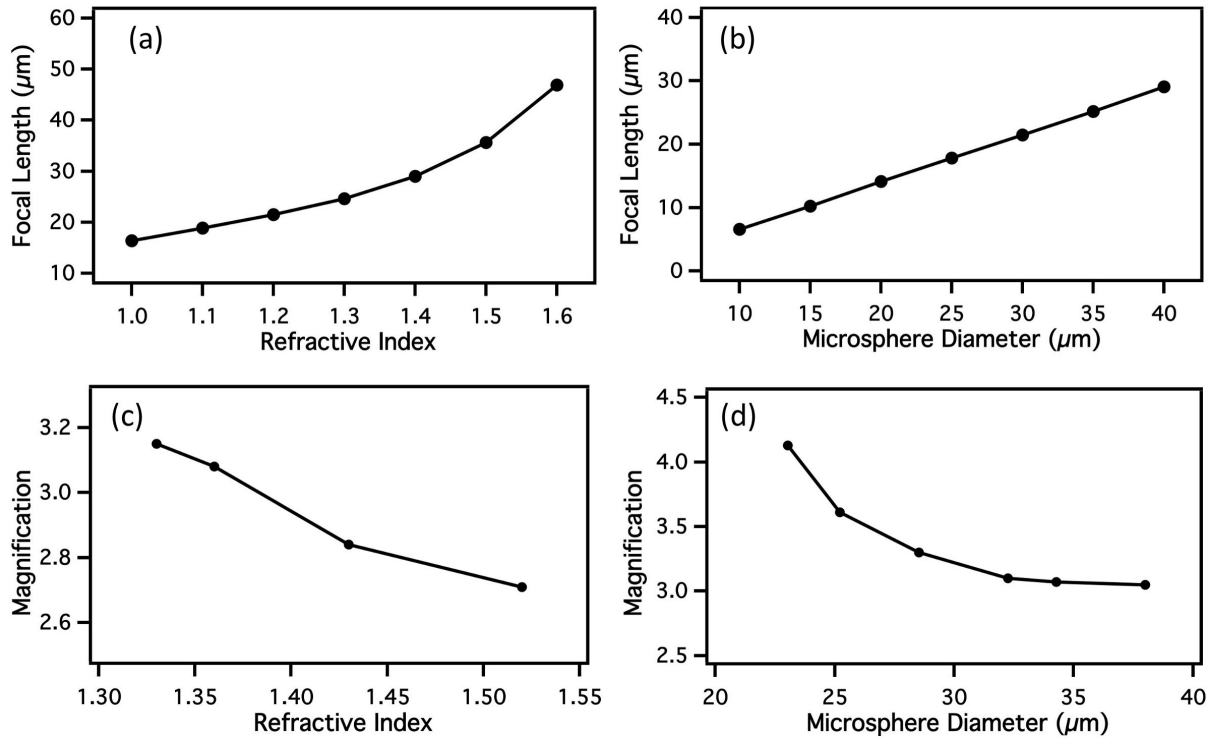 (a)
Focal Length (µm)
60
50
40
30
20
10
1.0 1.1 1.2 1.3 1.4 1.5 1.6
Refractive Index
(b)
Focal Length (µm)
40
30
20
10
0
10 15 20 25 30 35 40
Microsphere Diameter (µm)
(c)
Magnification
3.2
3.0
2.8
2.6
1.30 1.35 1.40 1.45 1.50 1.55
Refractive Index
(d)
Magnification
4.5
4.0
3.5
3.0
2.5
20 25 30 35 40
Microsphere Diameter (µm)